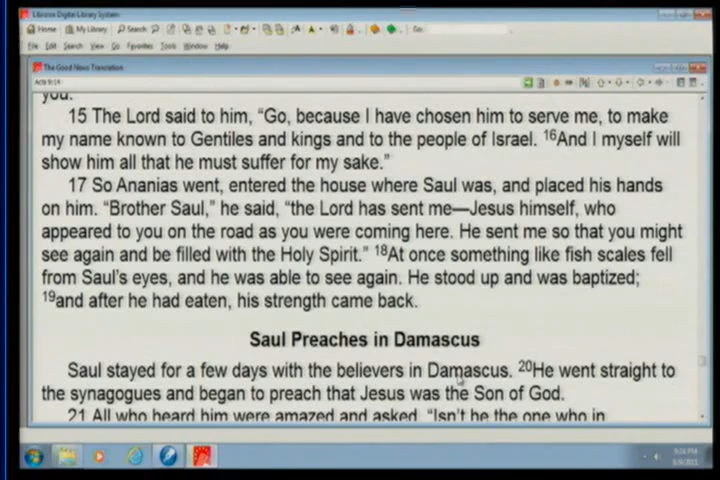 Libronix Digital Library System
Home My Library Search
Go:
File Edit Search View Go Favorites Tools Window Help
The Good News Translation
Acts 9:14
you.
15 The Lord said to him, “Go, because I have chosen him to serve me, to make
my name known to Gentiles and kings and to the people of Israel. 16And I myself will
show him all that he must suffer for my sake.”
17 So Ananias went, entered the house where Saul was, and placed his hands
on him. “Brother Saul,” he said, “the Lord has sent me—Jesus himself, who
appeared to you on the road as you were coming here. He sent me so that you might
see again and be filled with the Holy Spirit.” 18At once something like fish scales fell
from Saul’s eyes, and he was able to see again. He stood up and was baptized;
19and after he had eaten, his strength came back.
Saul Preaches in Damascus
Saul stayed for a few days with the believers in Damascus. 20He went straight to
the synagogues and began to preach that Jesus was the Son of God.
21 All who heard him were amazed and asked, “Isn’t he the one who in